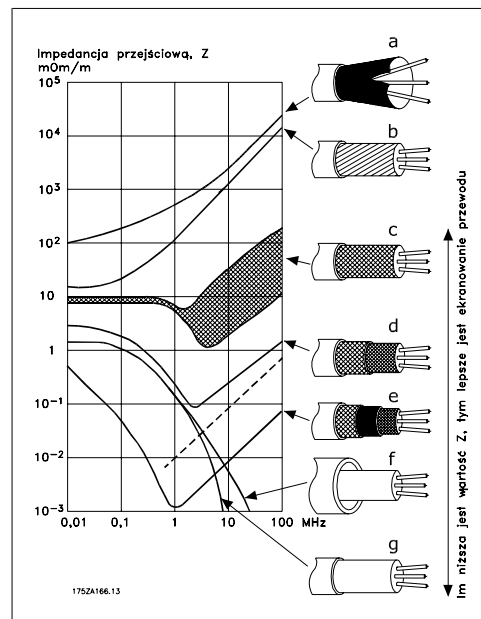 Impedancja przejściową, Z
mOm/m
10⁵
10⁴
10³
10²
10
1
10⁻¹
10⁻²
10⁻³
0,01 0,1 1 10 100 MHz
a
b
c
d
e
f
g
Im niższa jest wartość Z, tym lepsze jest ekranowanie przewodu
175ZA166.13